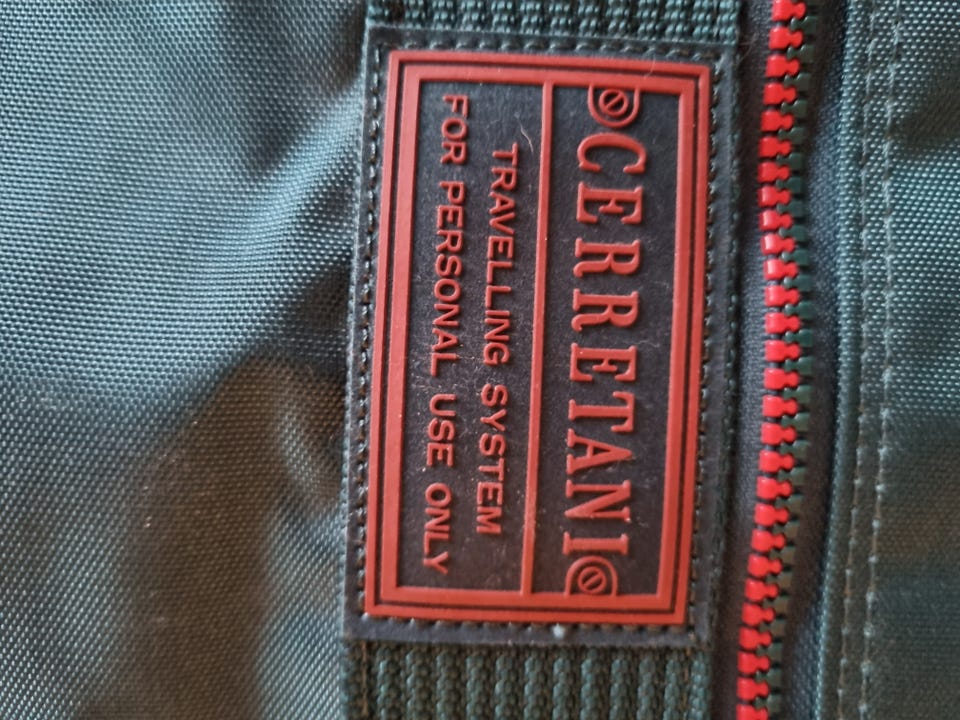 CERRETANI
TRAVELLING SYSTEM
FOR PERSONAL USE ONLY